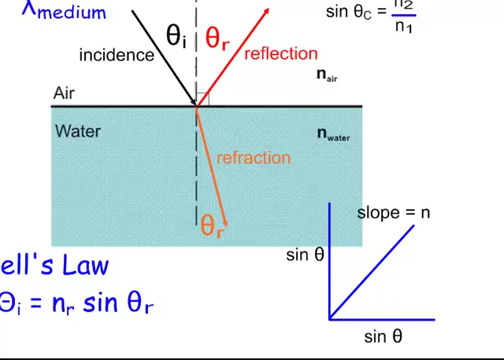 λmedium
sin θC = n2/n1
θi θr
incidence
reflection
nair
Air
Water
nwater
refraction
θr
slope = n
sin θ
sin θ
ell's Law
Θi = nr sin θr